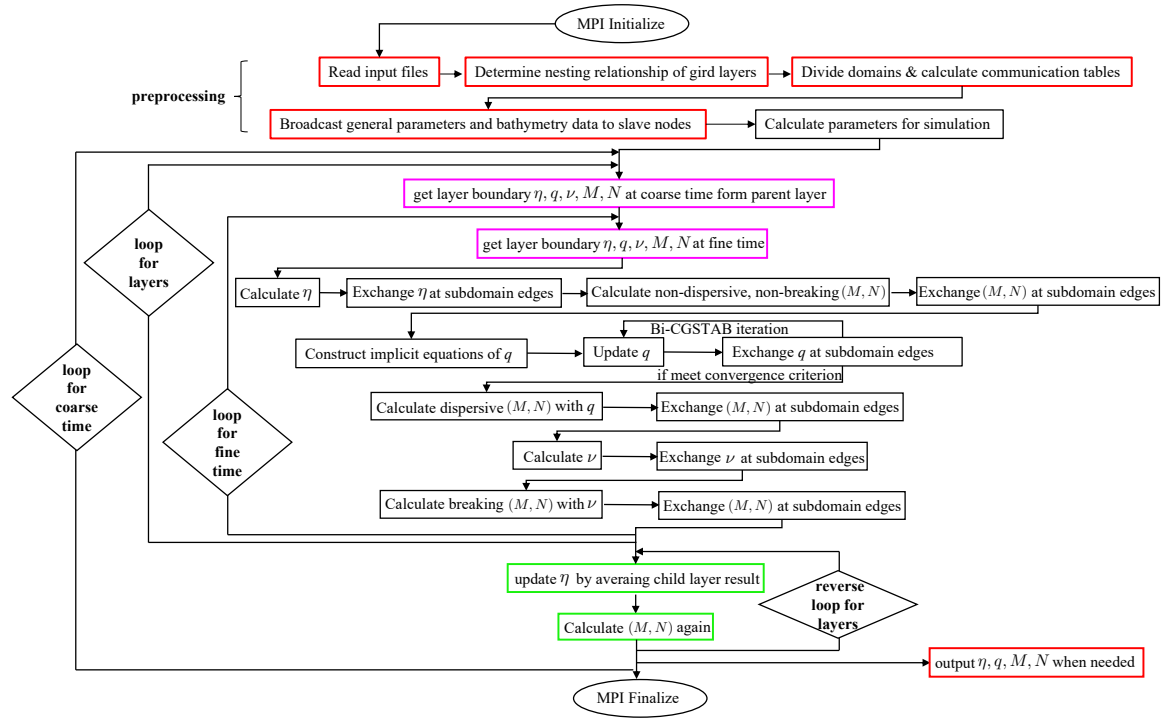 MPI Initialize
Read input files
Determine nesting relationship of gird layers
Divide domains & calculate communication tables
preprocessing
Broadcast general parameters and bathymetry data to slave nodes
Calculate parameters for simulation
get layer boundary η, q, ν, M, N at coarse time form parent layer
get layer boundary η, q, ν, M, N at fine time
loop
for
layers
Calculate η
Exchange η at subdomain edges
Calculate non-dispersive, non-breaking (M, N)
Exchange (M, N) at subdomain edges
Bi-CGSTAB iteration
Construct implicit equations of q
Update q
Exchange q at subdomain edges
if meet convergence criterion
loop
for
coarse
time
Calculate dispersive (M, N) with q
Exchange (M, N) at subdomain edges
loop
for
fine
time
Calculate ν
Exchange ν at subdomain edges
Calculate breaking (M, N) with ν
Exchange (M, N) at subdomain edges
update η by averaing child layer result
reverse
loop for
layers
Calculate (M, N) again
output η, q, M, N when needed
MPI Finalize